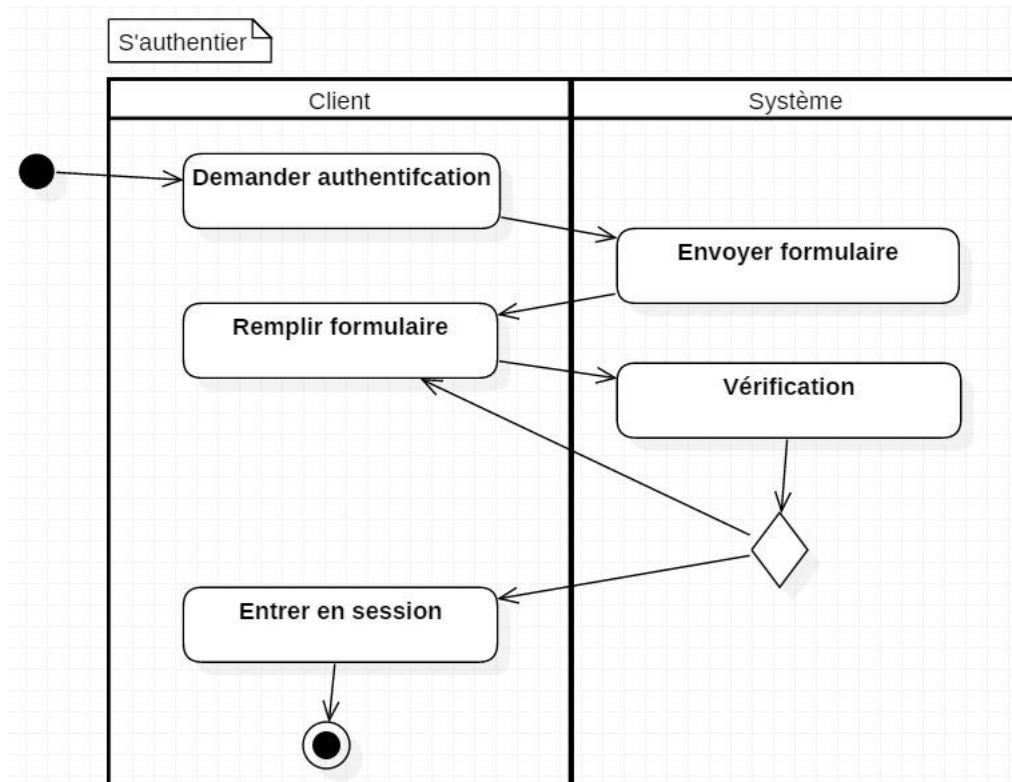 S'authentier
Client
Système
Demander authentifcation
Envoyer formulaire
Remplir formulaire
Vérification
Entrer en session